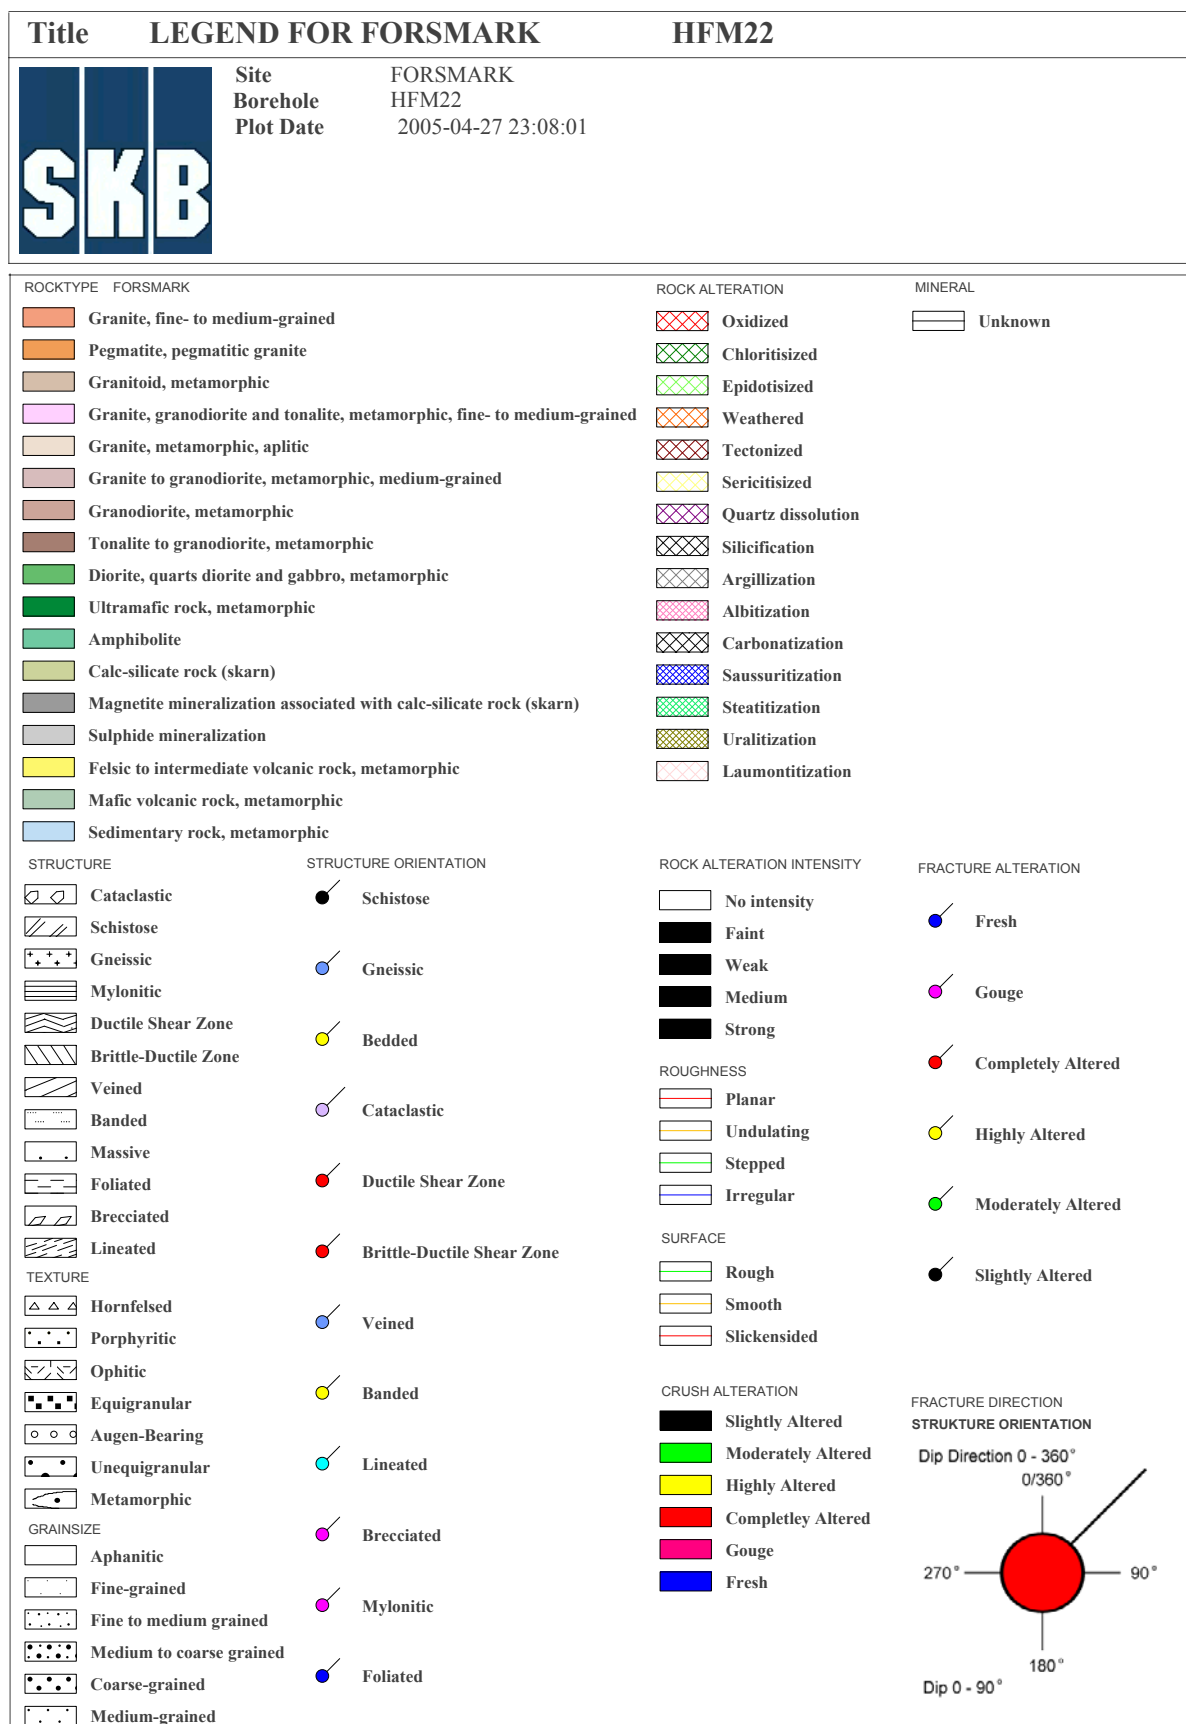 Title LEGEND FOR FORSMARK HFM22
SKB
Site FORSMARK
Borehole HFM22
Plot Date 2005-04-27 23:08:01
ROCKTYPE FORSMARK
Granite, fine- to medium-grained
Pegmatite, pegmatitic granite
Granitoid, metamorphic
Granite, granodiorite and tonalite, metamorphic, fine- to medium-grained
Granite, metamorphic, aplitic
Granite to granodiorite, metamorphic, medium-grained
Granodiorite, metamorphic
Tonalite to granodiorite, metamorphic
Diorite, quarts diorite and gabbro, metamorphic
Ultramafic rock, metamorphic
Amphibolite
Calc-silicate rock (skarn)
Magnetite mineralization associated with calc-silicate rock (skarn)
Sulphide mineralization
Felsic to intermediate volcanic rock, metamorphic
Mafic volcanic rock, metamorphic
Sedimentary rock, metamorphic
ROCK ALTERATION
Oxidized
Chloritisized
Epidotisized
Weathered
Tectonized
Sericitisized
Quartz dissolution
Silicification
Argillization
Albitization
Carbonatization
Saussuritization
Steatitization
Uralitization
Laumontitization
MINERAL
Unknown
STRUCTURE
Cataclastic
Schistose
Gneissic
Mylonitic
Ductile Shear Zone
Brittle-Ductile Zone
Veined
Banded
Massive
Foliated
Brecciated
Lineated
TEXTURE
Hornfelsed
Porphyritic
Ophitic
Equigranular
Augen-Bearing
Unequigranular
Metamorphic
GRAINSIZE
Aphanitic
Fine-grained
Fine to medium grained
Medium to coarse grained
Coarse-grained
Medium-grained
STRUCTURE ORIENTATION
Schistose
Gneissic
Bedded
Cataclastic
Ductile Shear Zone
Brittle-Ductile Shear Zone
Veined
Banded
Lineated
Brecciated
Mylonitic
Foliated
ROCK ALTERATION INTENSITY
No intensity
Faint
Weak
Medium
Strong
ROUGHNESS
Planar
Undulating
Stepped
Irregular
SURFACE
Rough
Smooth
Slickensided
CRUSH ALTERATION
Slightly Altered
Moderately Altered
Highly Altered
Completley Altered
Gouge
Fresh
FRACTURE ALTERATION
Fresh
Gouge
Completely Altered
Highly Altered
Moderately Altered
Slightly Altered
FRACTURE DIRECTION
STRUKTURE ORIENTATION
Dip Direction 0 - 360°
0/360°
270° 90°
180°
Dip 0 - 90°